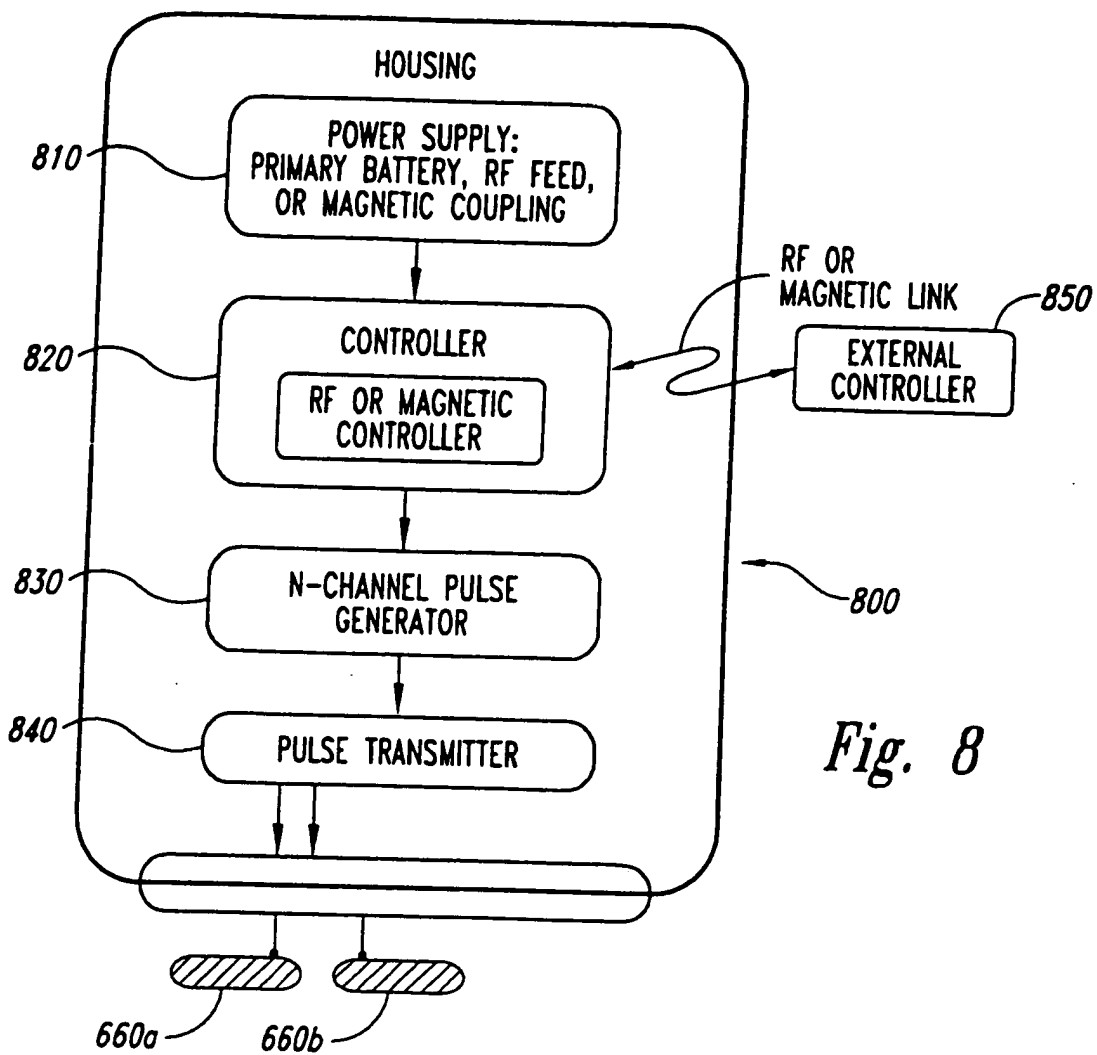 HOUSING
810
POWER SUPPLY:
PRIMARY BATTERY, RF FEED,
OR MAGNETIC COUPLING
RF OR
MAGNETIC LINK
850
820
CONTROLLER
RF OR MAGNETIC
CONTROLLER
EXTERNAL
CONTROLLER
830
N-CHANNEL PULSE
GENERATOR
800
840
PULSE TRANSMITTER
Fig. 8
660a
660b